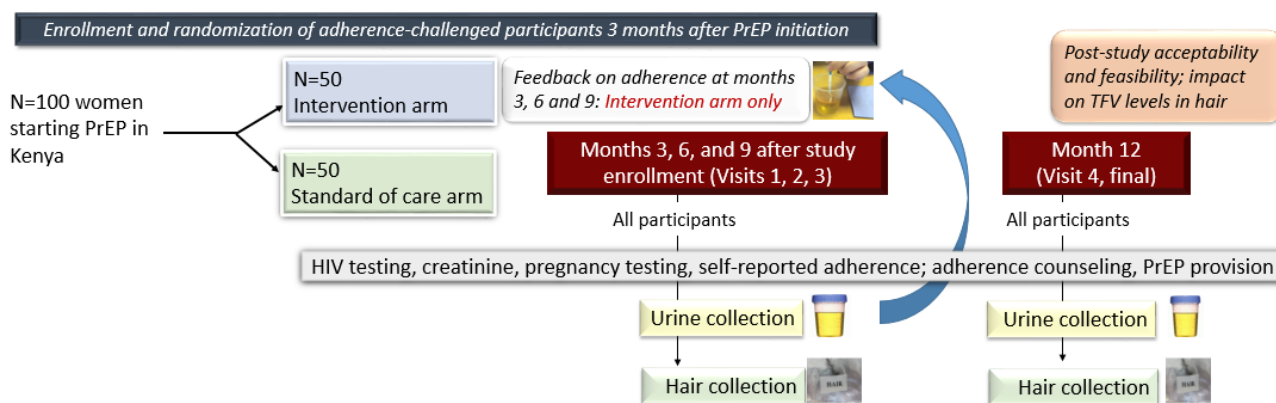 Enrollment and randomization of adherence-challenged participants 3 months after PrEP initiation
N=100 women
starting PrEP in
Kenya
N=50
Intervention arm
N=50
Standard of care arm
Feedback on adherence at months
3, 6 and 9: Intervention arm only
Post-study acceptability
and feasibility; impact
on TFV levels in hair
Months 3, 6, and 9 after study
enrollment (Visits 1, 2, 3)
Month 12
(Visit 4, final)
All participants
All participants
HIV testing, creatinine, pregnancy testing, self-reported adherence; adherence counseling, PrEP provision
Urine collection
Urine collection
Hair collection
HAIR
Hair collection
HAIR